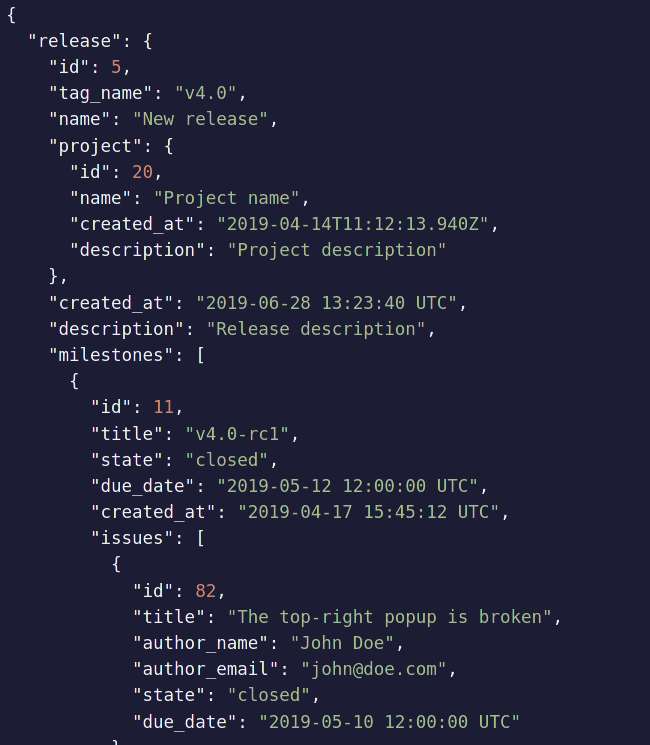 {
  "release": {
    "id": 5,
    "tag_name": "v4.0",
    "name": "New release",
    "project": {
      "id": 20,
      "name": "Project name",
      "created_at": "2019-04-14T11:12:13.940Z",
      "description": "Project description"
    },
    "created_at": "2019-06-28 13:23:40 UTC",
    "description": "Release description",
    "milestones": [
      {
        "id": 11,
        "title": "v4.0-rc1",
        "state": "closed",
        "due_date": "2019-05-12 12:00:00 UTC",
        "created_at": "2019-04-17 15:45:12 UTC",
        "issues": [
          {
            "id": 82,
            "title": "The top-right popup is broken",
            "author_name": "John Doe",
            "author_email": "john@doe.com",
            "state": "closed",
            "due_date": "2019-05-10 12:00:00 UTC"
          }